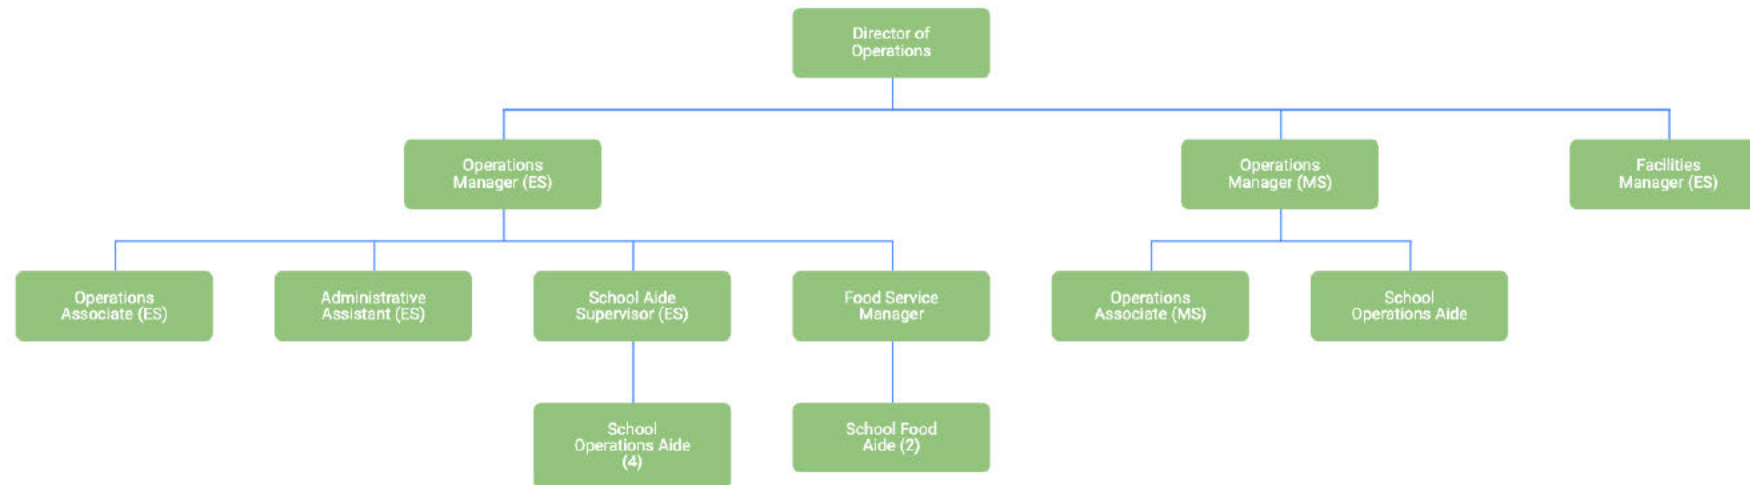 Director of
Operations
Operations
Manager (ES)
Operations
Manager (MS)
Facilities
Manager (ES)
Operations
Associate (ES)
Administrative
Assistant (ES)
School Aide
Supervisor (ES)
Food Service
Manager
Operations
Associate (MS)
School
Operations Aide
School
Operations Aide
(4)
School Food
Aide (2)